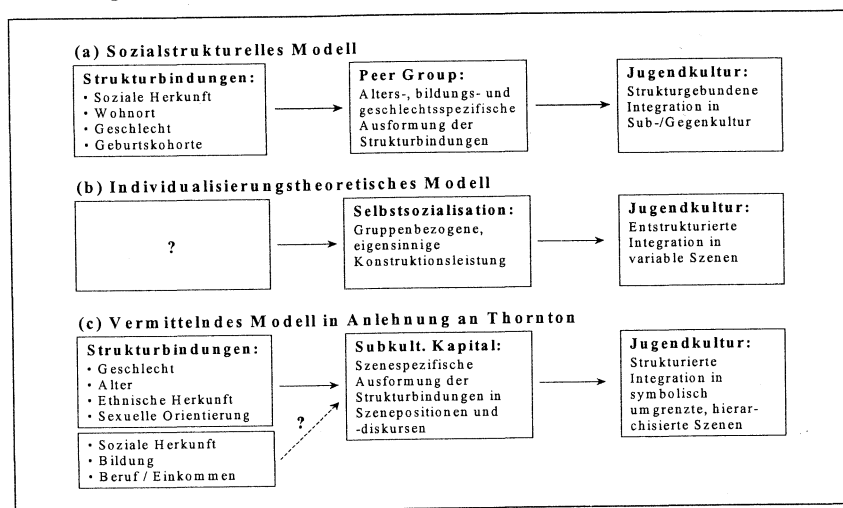 (a) Sozialstrukturelles Modell
Strukturbindungen:
• Soziale Herkunft
• Wohnort
• Geschlecht
• Geburtskohorte
Peer Group:
Alters-, bildungs- und
geschlechtsspezifische
Ausformung der
Strukturbindungen
Jugendkultur:
Strukturgebundene
Integration in
Sub-/Gegenkultur
(b) Individualisierungstheoretisches Modell
?
Selbstsozialisation:
Gruppenbezogene,
eigensinnige
Konstruktionsleistung
Jugendkultur:
Entstrukturierte
Integration in
variable Szenen
(c) Vermittelndes Modell in Anlehnung an Thornton
Strukturbindungen:
• Geschlecht
• Alter
• Ethnische Herkunft
• Sexuelle Orientierung
• Soziale Herkunft
• Bildung
• Beruf / Einkommen
?
Subkult. Kapital:
Szenespezifische
Ausformung der
Strukturbindungen in
Szenepositionen und
-diskursen
Jugendkultur:
Strukturierte
Integration in
symbolisch
umgrenzte, hierar-
chisierte Szenen